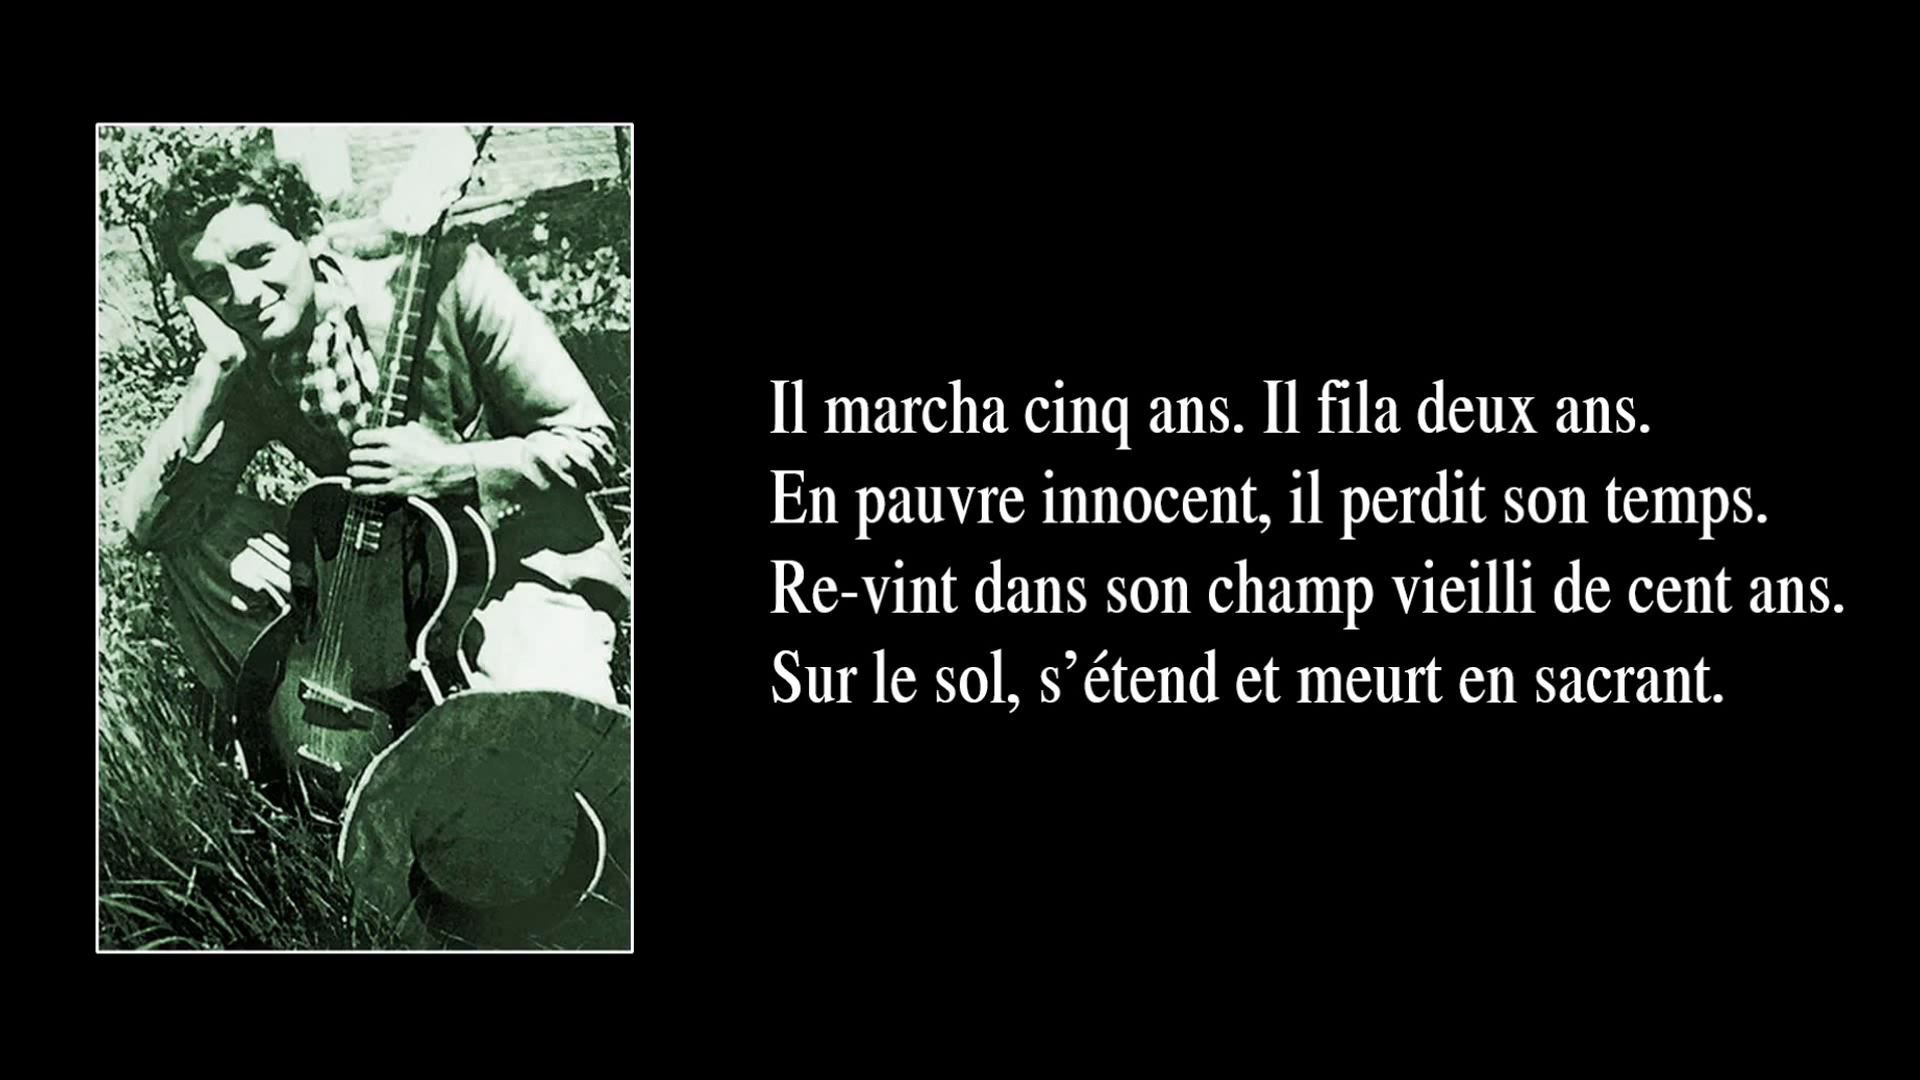 Il marcha cinq ans. Il fila deux ans.
En pauvre innocent, il perdit son temps.
Re-vint dans son champ vieilli de cent ans.
Sur le sol, s’étend et meurt en sacrant.